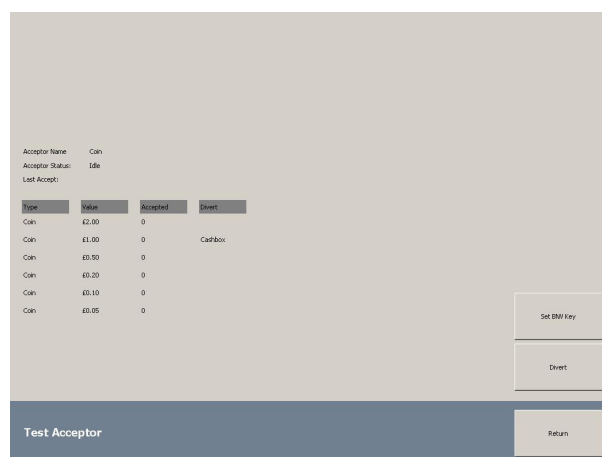 Acceptor Name Coin
Acceptor Status: Idle
Last Accept:
Type Value Accepted Divert
Coin £2.00 0
Coin £1.00 0 Cashbox
Coin £0.50 0
Coin £0.20 0
Coin £0.10 0
Coin £0.05 0
Set BNV Key
Divert
Test Acceptor
Return